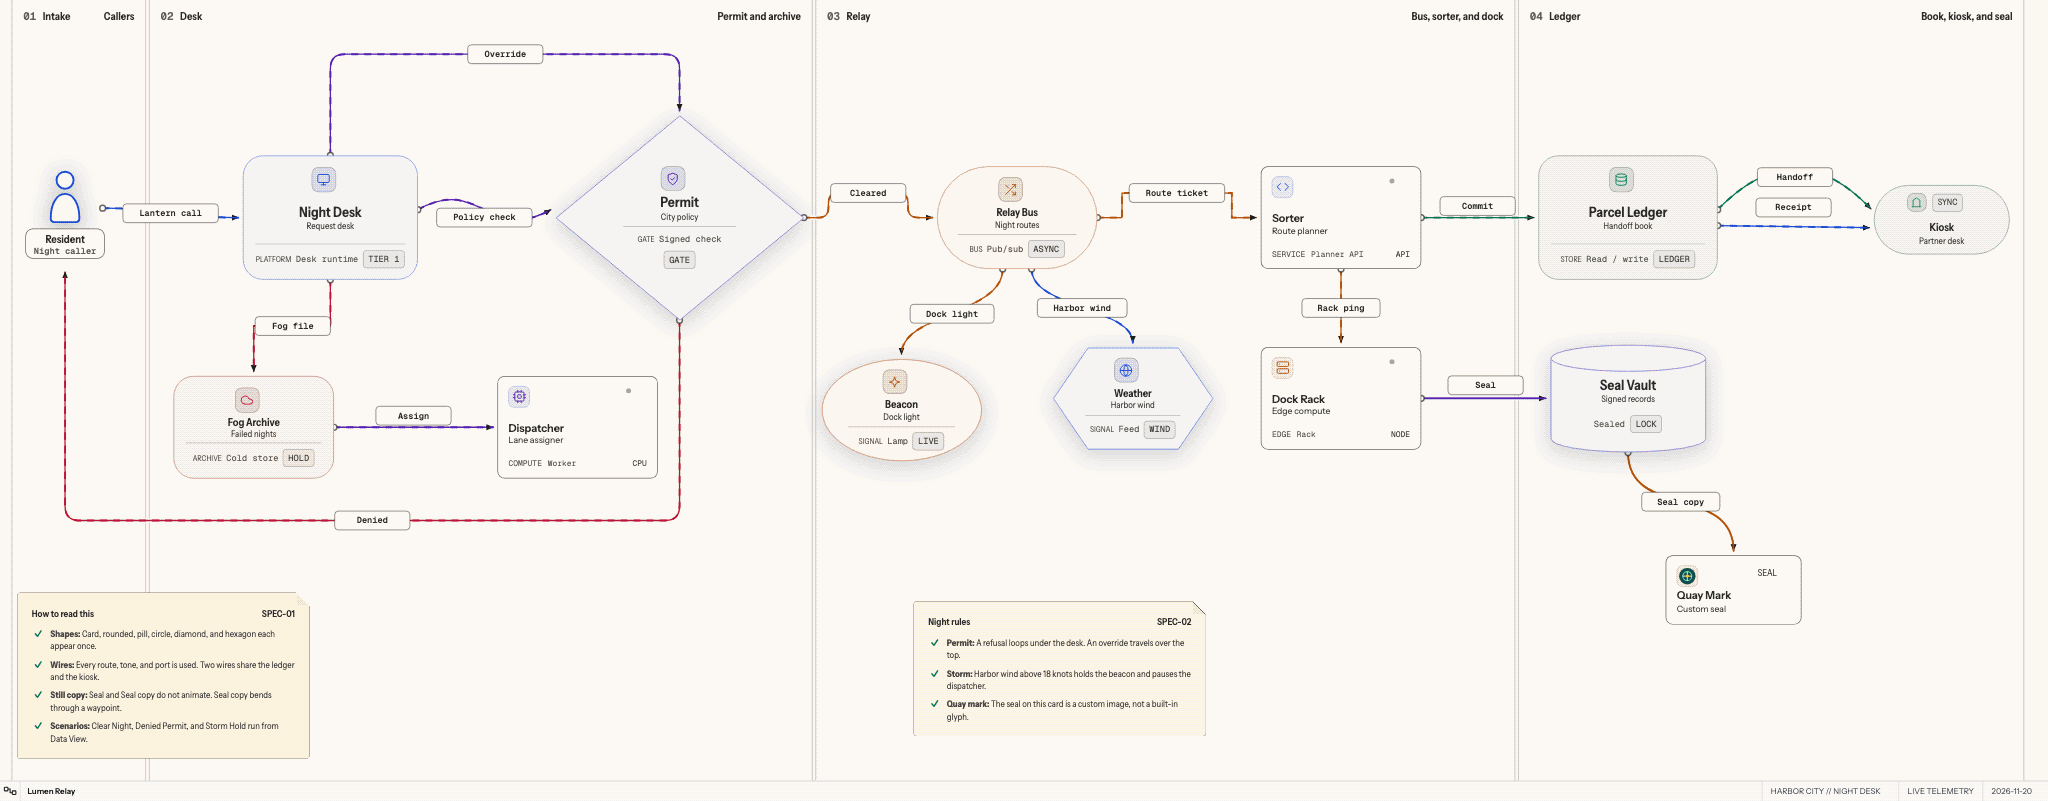 01 Intake
Callers
02 Desk
Permit and archive
03 Relay
Bus, sorter, and dock
04 Ledger
Book, kiosk, and seal
Override
Resident
Night caller
Lantern call
Night Desk
Request desk
PLATFORM Desk runtime TIER 1
Policy check
Permit
City policy
GATE Signed check
GATE
Cleared
Relay Bus
Night routes
BUS Pub/sub ASYNC
Route ticket
Sorter
Route planner
SERVICE Planner API API
Commit
Parcel Ledger
Handoff book
STORE Read / write LEDGER
Handoff
Receipt
SYNC
Kiosk
Partner desk
Fog file
Dock light
Harbor wind
Rack ping
Fog Archive
Failed nights
ARCHIVE Cold store HOLD
Assign
Dispatcher
Lane assigner
COMPUTE Worker CPU
Beacon
Dock light
SIGNAL Lamp LIVE
Weather
Harbor wind
SIGNAL Feed WIND
Dock Rack
Edge compute
EDGE Rack NODE
Seal
Seal Vault
Signed records
Sealed LOCK
Denied
Seal copy
SEAL
Quay Mark
Custom seal
How to read this SPEC-01
Shapes: Card, rounded, pill, circle, diamond, and hexagon each
appear once.
Wires: Every route, tone, and port is used. Two wires share the ledger
and the kiosk.
Still copy: Seal and Seal copy do not animate. Seal copy bends
through a waypoint.
Scenarios: Clear Night, Denied Permit, and Storm Hold run from
Data View.
Night rules SPEC-02
Permit: A refusal loops under the desk. An override travels over the
top.
Storm: Harbor wind above 18 knots holds the beacon and pauses the
dispatcher.
Quay mark: The seal on this card is a custom image, not a built-in
glyph.
Lumen Relay
HARBOR CITY // NIGHT DESK
LIVE TELEMETRY
2026-11-20